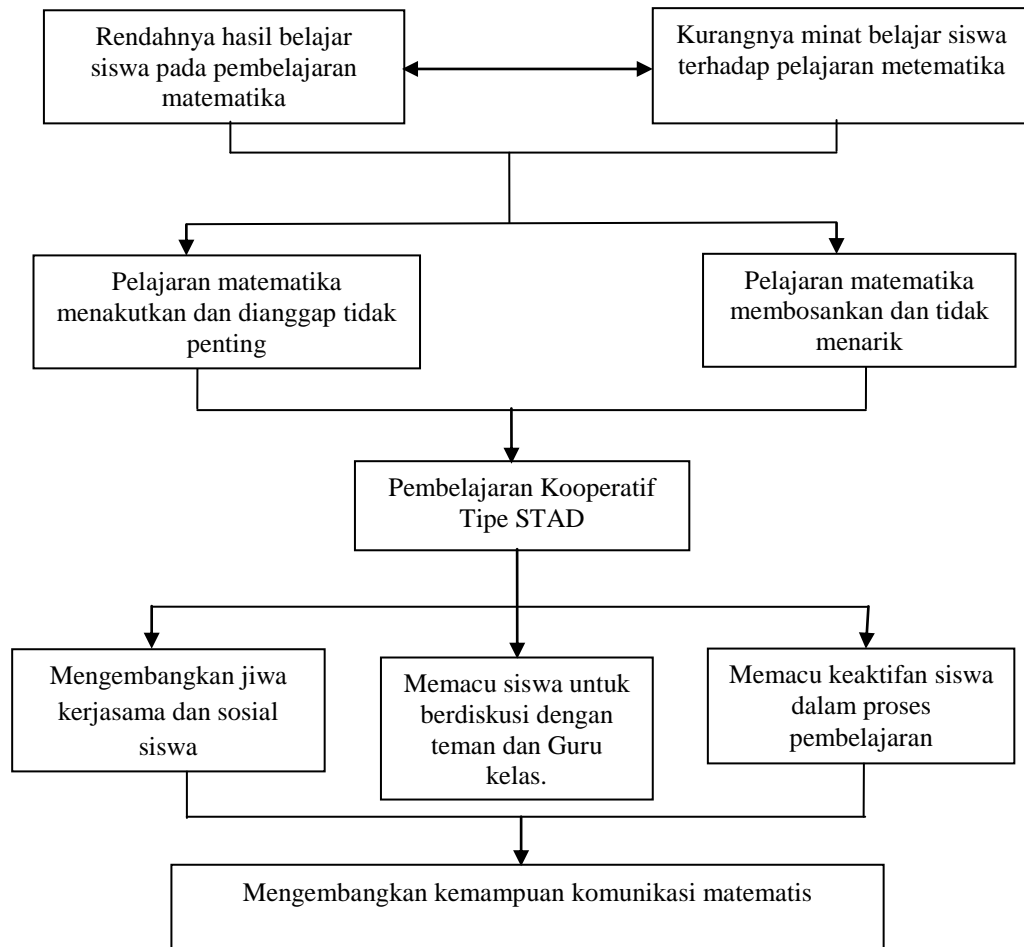 Rendahnya hasil belajar
siswa pada pembelajaran
matematika
Kurangnya minat belajar siswa
terhadap pelajaran metematika
Pelajaran matematika
menakutkan dan dianggap tidak
penting
Pelajaran matematika
membosankan dan tidak
menarik
Pembelajaran Kooperatif
Tipe STAD
Mengembangkan jiwa
kerjasama dan sosial
siswa
Memacu siswa untuk
berdiskusi dengan
teman dan Guru
kelas.
Memacu keaktifan siswa
dalam proses
pembelajaran
Mengembangkan kemampuan komunikasi matematis